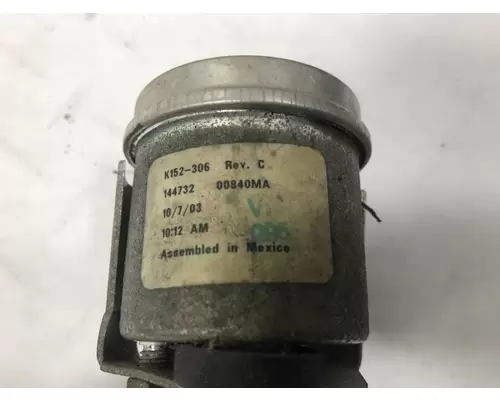 K152-306 Rev. C
144732 00840MA
10/7/03 V
10:12 AM
Assembled in Mexico